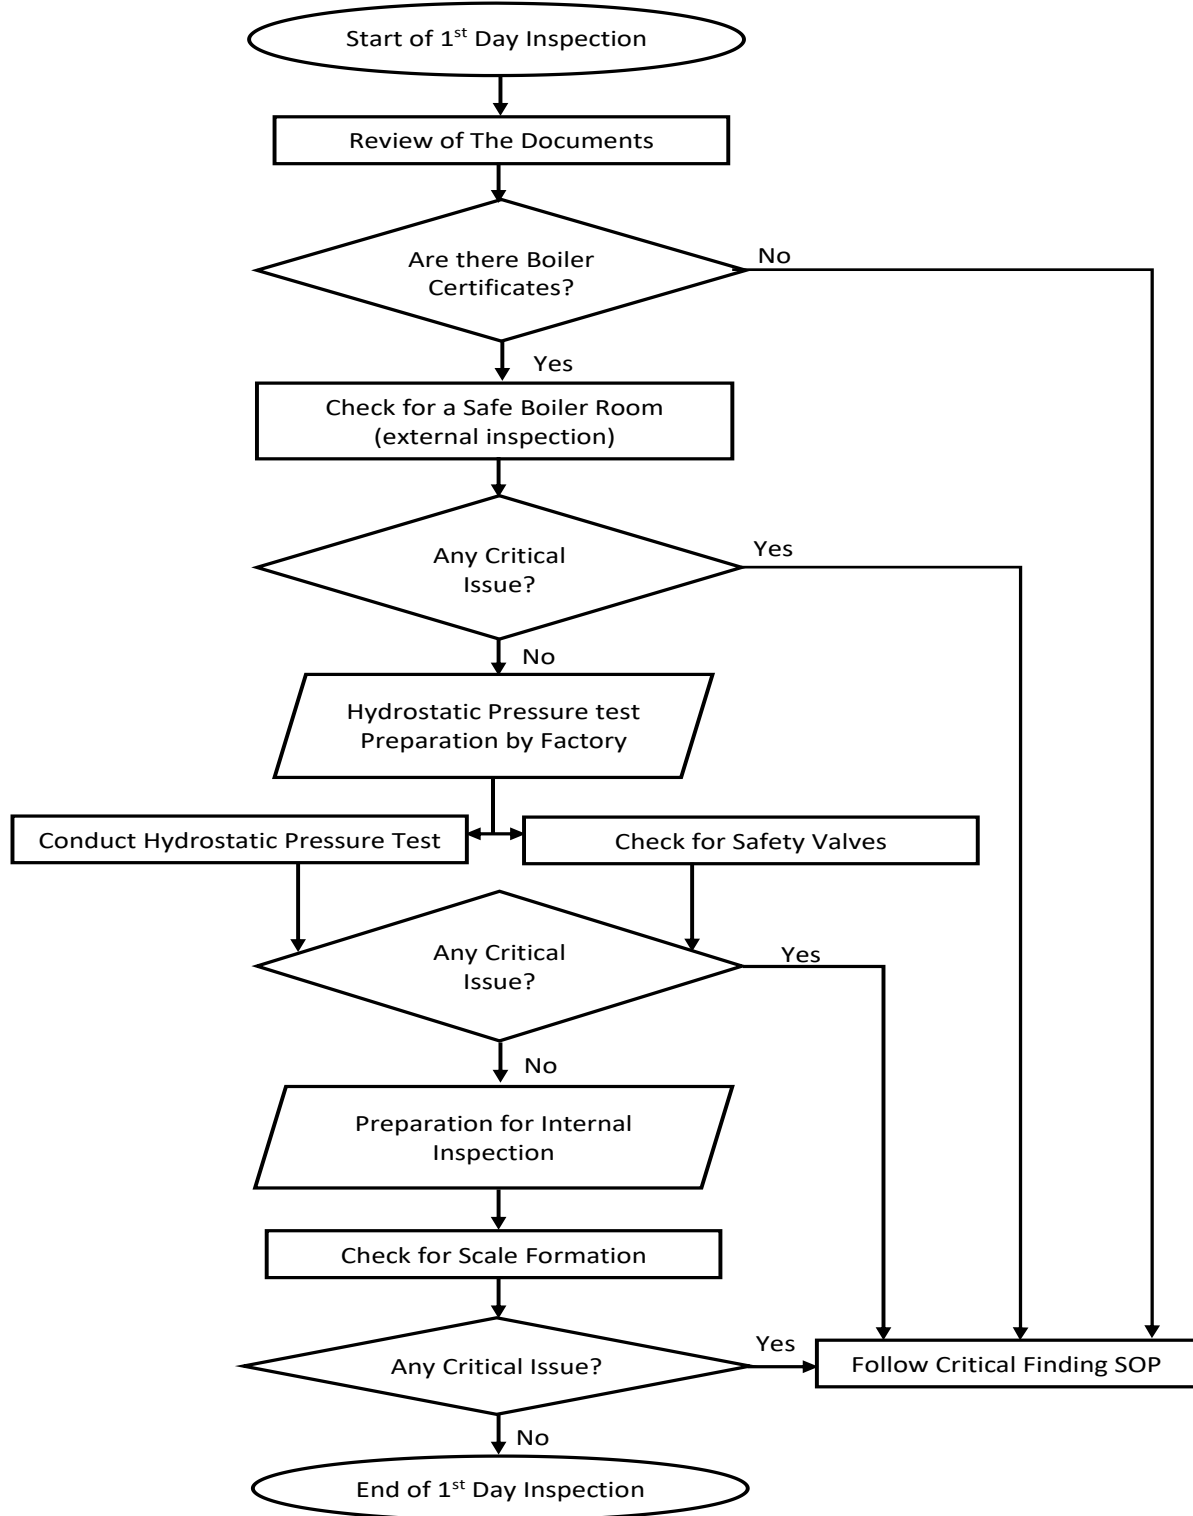 Start of 1st Day Inspection
Review of The Documents
Are there Boiler
Certificates?
No
Yes
Check for a Safe Boiler Room
(external inspection)
Any Critical
Issue?
Yes
No
Hydrostatic Pressure test
Preparation by Factory
Conduct Hydrostatic Pressure Test
Check for Safety Valves
Any Critical
Issue?
Yes
No
Preparation for Internal
Inspection
Check for Scale Formation
Any Critical Issue?
Yes
Follow Critical Finding SOP
No
End of 1st Day Inspection